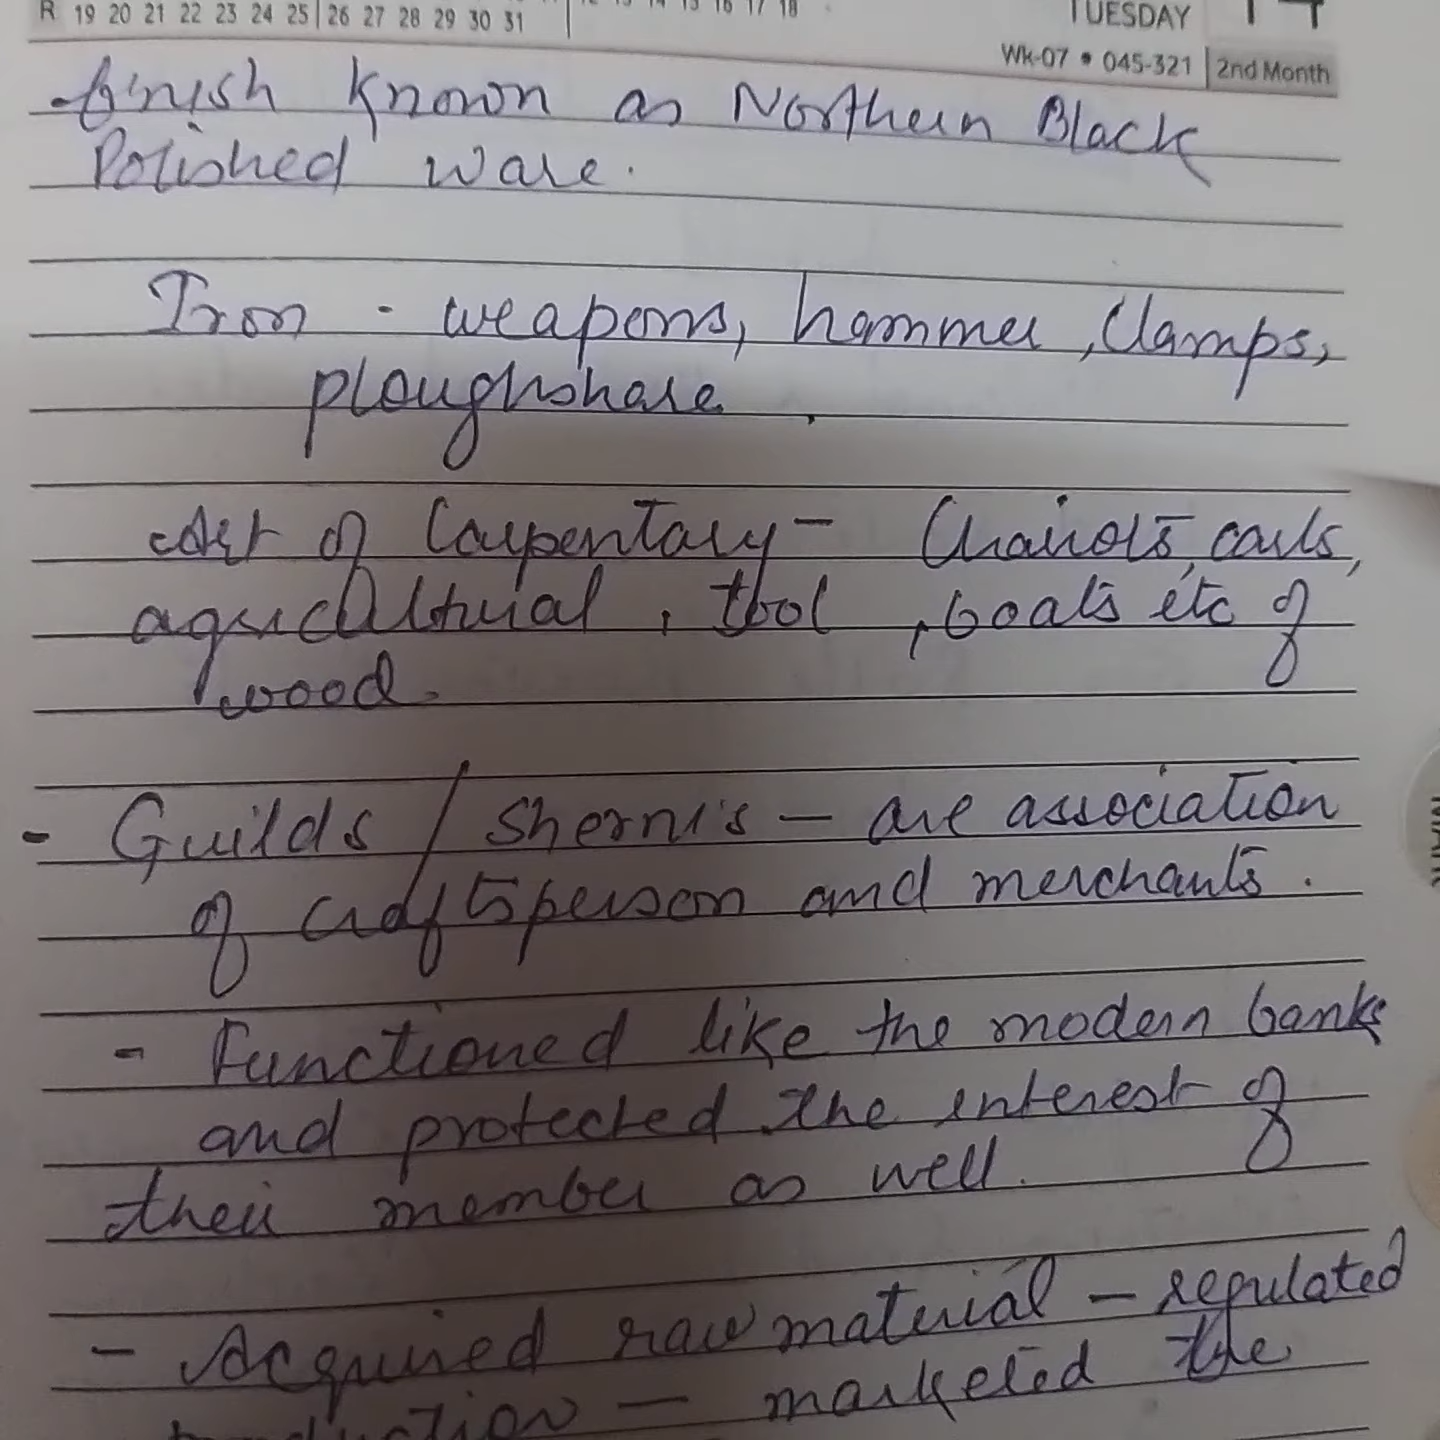 R 19 20 21 22 23 24 25 26 27 28 29 30 31
TUESDAY 14
Wk-07 • 045-321 2nd Month
finish known as Northern Black
Polished ware.
Iron - weapons, hammer, Clamps,
ploughshare.
Art of Carpentary - Chariots, carts,
agricultural, tool, boats etc of
wood.
- Guilds / Sherni's - are association
of craftsperson and merchants.
- Functioned like the modern banks
and protected the interest of
their member as well.
- Acquired raw material - regulated
production - marketed the